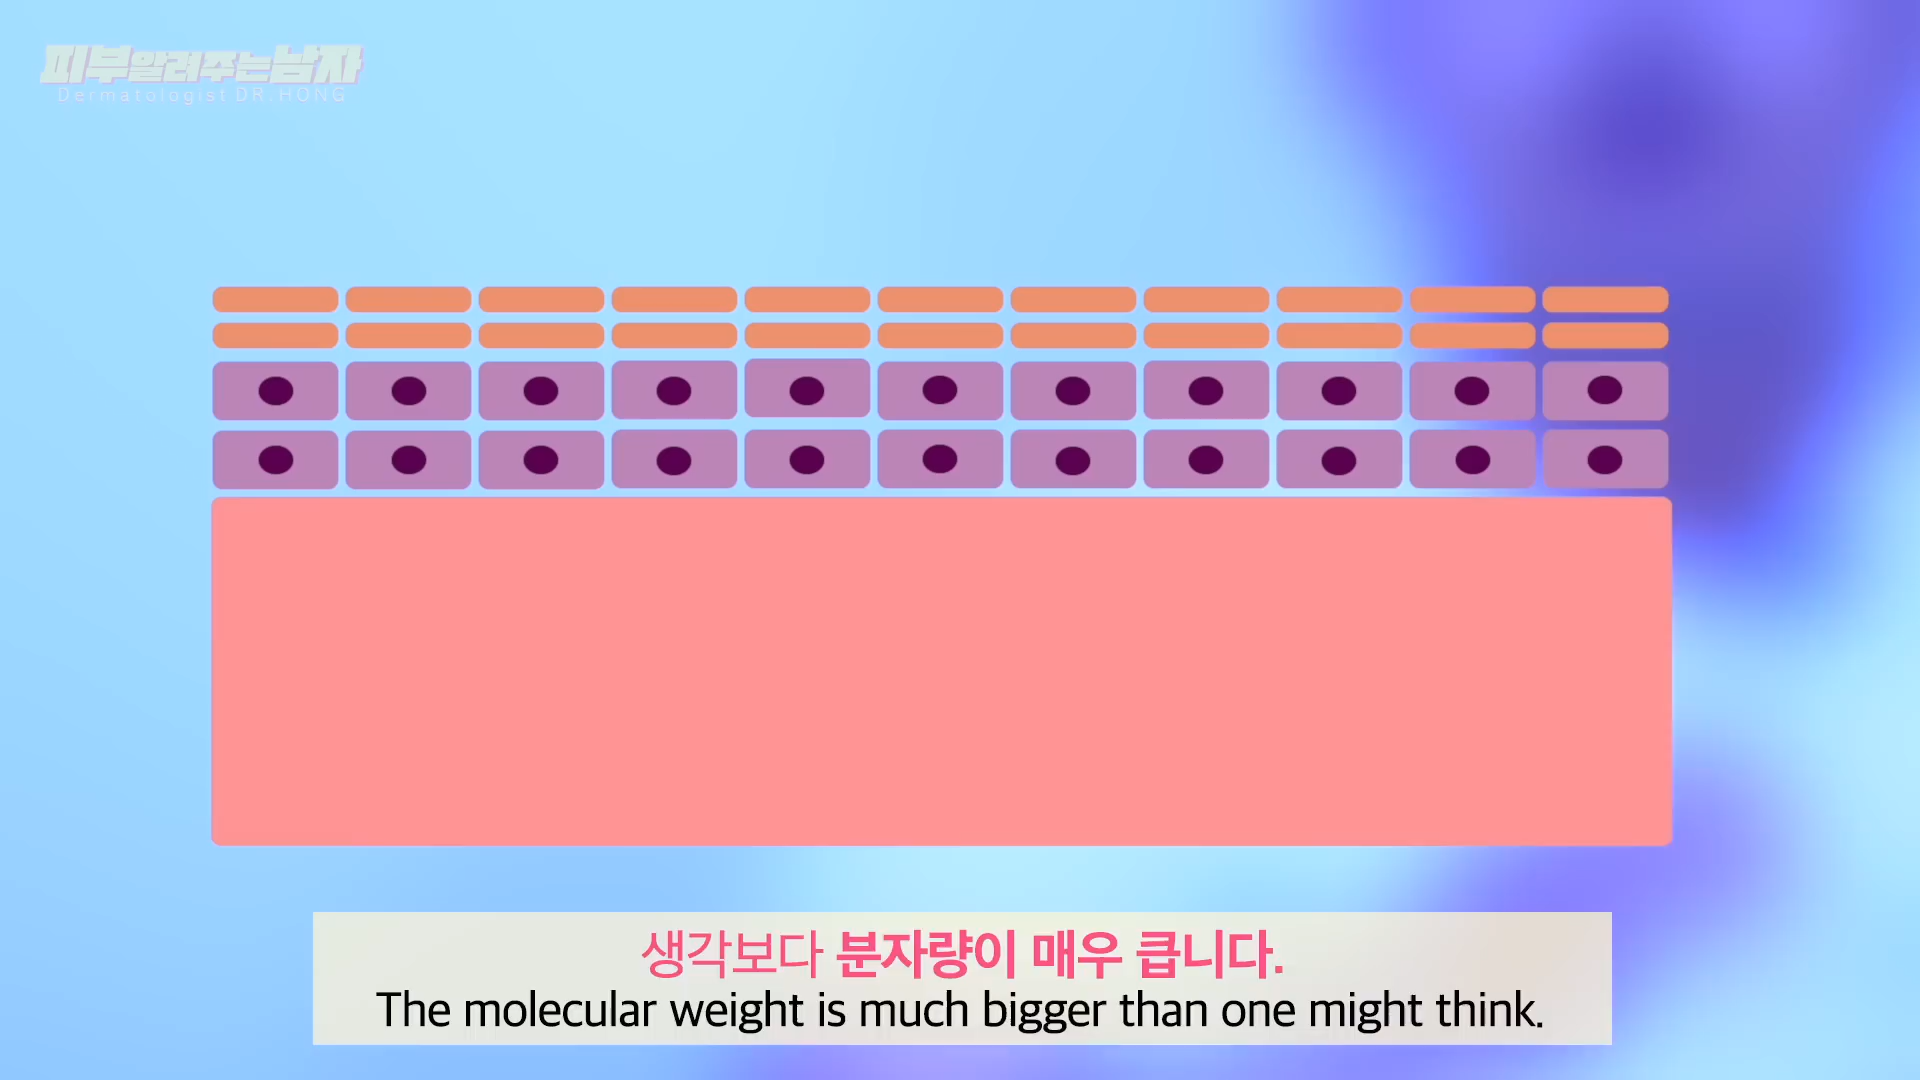 피부알려주는남자
Dermatologist DR.HONG
생각보다 분자량이 매우 큽니다.
The molecular weight is much bigger than one might think.